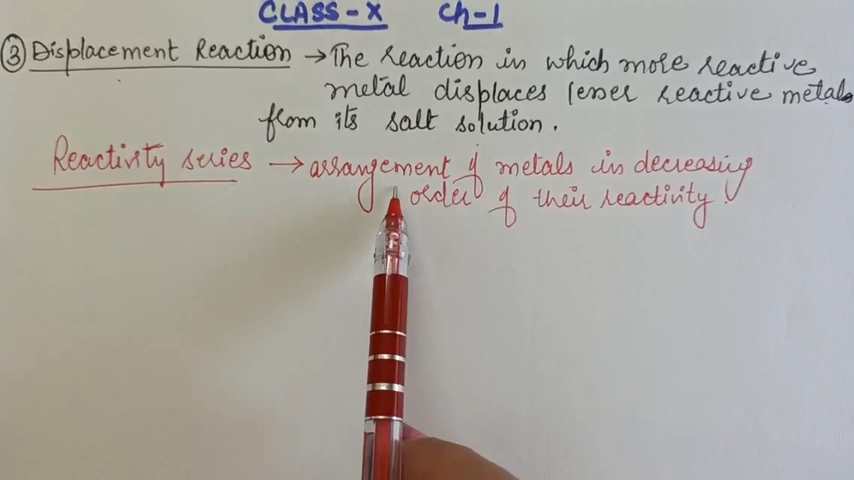 CLASS-X Ch-1
③ Displacement Reaction → The reaction in which more reactive
metal displaces lesser reactive metals
from its salt solution.
Reactivity series → arrangement of metals in decreasing
order of their reactivity.